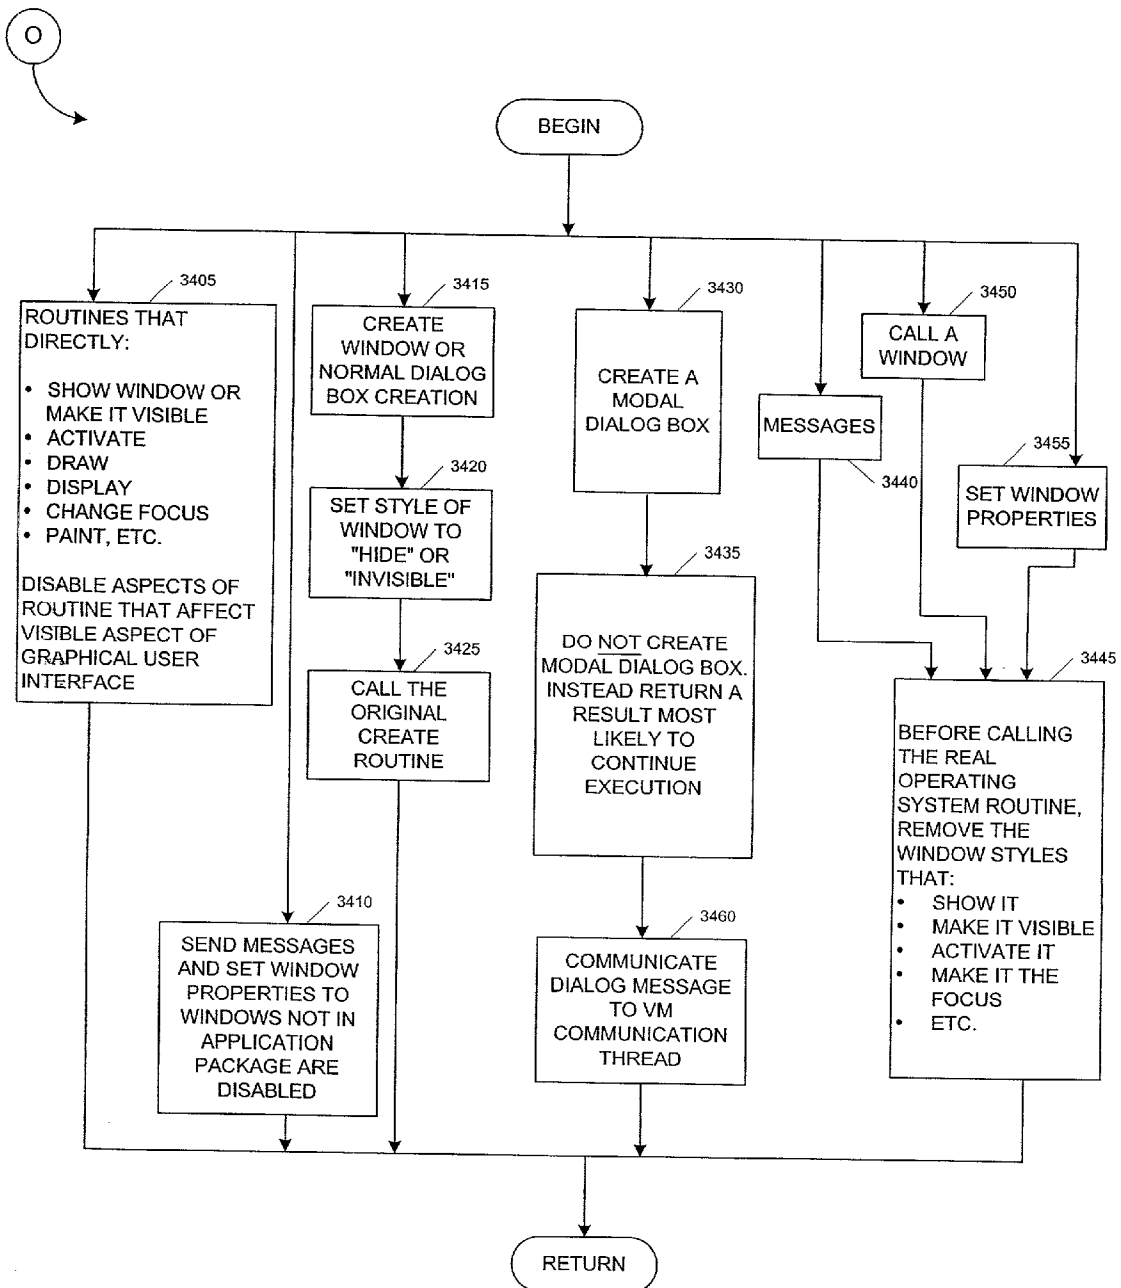 O
BEGIN
3405
ROUTINES THAT
DIRECTLY:
• SHOW WINDOW OR
MAKE IT VISIBLE
• ACTIVATE
• DRAW
• DISPLAY
• CHANGE FOCUS
• PAINT, ETC.
DISABLE ASPECTS OF
ROUTINE THAT AFFECT
VISIBLE ASPECT OF
GRAPHICAL USER
INTERFACE
3410
SEND MESSAGES
AND SET WINDOW
PROPERTIES TO
WINDOWS NOT IN
APPLICATION
PACKAGE ARE
DISABLED
3415
CREATE
WINDOW OR
NORMAL DIALOG
BOX CREATION
3420
SET STYLE OF
WINDOW TO
"HIDE" OR
"INVISIBLE"
3425
CALL THE
ORIGINAL
CREATE
ROUTINE
3430
CREATE A
MODAL
DIALOG BOX
3435
DO NOT CREATE
MODAL DIALOG BOX.
INSTEAD RETURN A
RESULT MOST
LIKELY TO
CONTINUE
EXECUTION
3460
COMMUNICATE
DIALOG MESSAGE
TO VM
COMMUNICATION
THREAD
MESSAGES
3440
3450
CALL A
WINDOW
3455
SET WINDOW
PROPERTIES
3445
BEFORE CALLING
THE REAL
OPERATING
SYSTEM ROUTINE,
REMOVE THE
WINDOW STYLES
THAT:
• SHOW IT
• MAKE IT VISIBLE
• ACTIVATE IT
• MAKE IT THE
FOCUS
• ETC.
RETURN